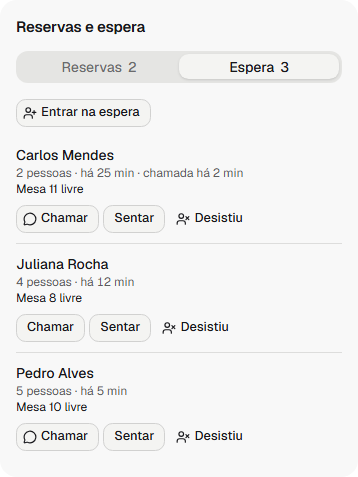 Reservas e espera
Reservas 2 Espera 3
Entrar na espera
Carlos Mendes
2 pessoas · há 25 min · chamada há 2 min
Mesa 11 livre
Chamar Sentar Desistiu
Juliana Rocha
4 pessoas · há 12 min
Mesa 8 livre
Chamar Sentar Desistiu
Pedro Alves
5 pessoas · há 5 min
Mesa 10 livre
Chamar Sentar Desistiu